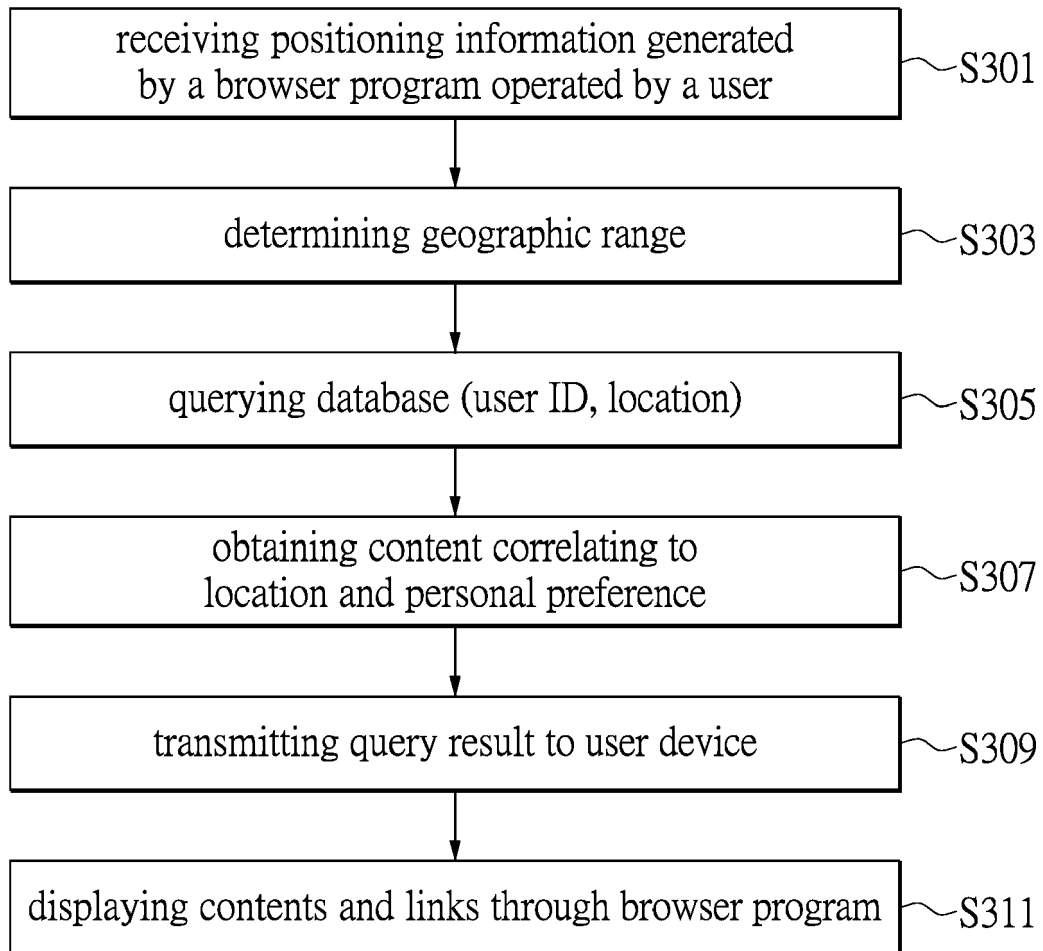 receiving positioning information generated
by a browser program operated by a user
S301
determining geographic range
S303
querying database (user ID, location)
S305
obtaining content correlating to
location and personal preference
S307
transmitting query result to user device
S309
displaying contents and links through browser program
S311